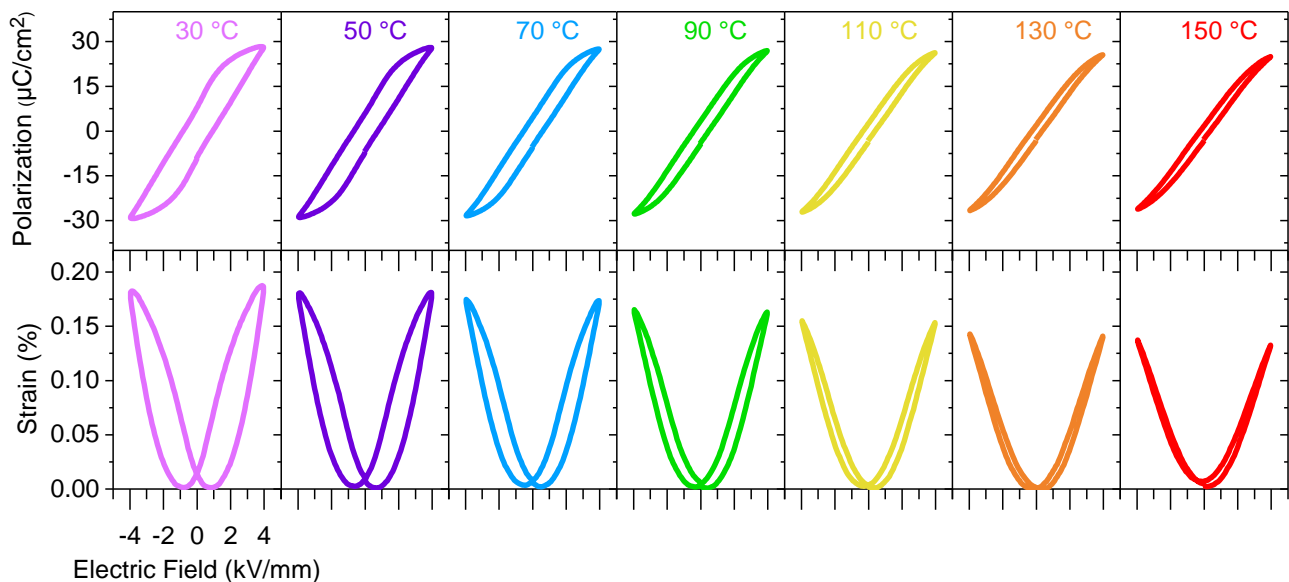 30 °C 50 °C 70 °C 90 °C 110 °C 130 °C 150 °C
Polarization (µC/cm²)
30
15
0
-15
-30
Strain (%)
0.20
0.15
0.10
0.05
0.00
-4 -2 0 2 4
Electric Field (kV/mm)